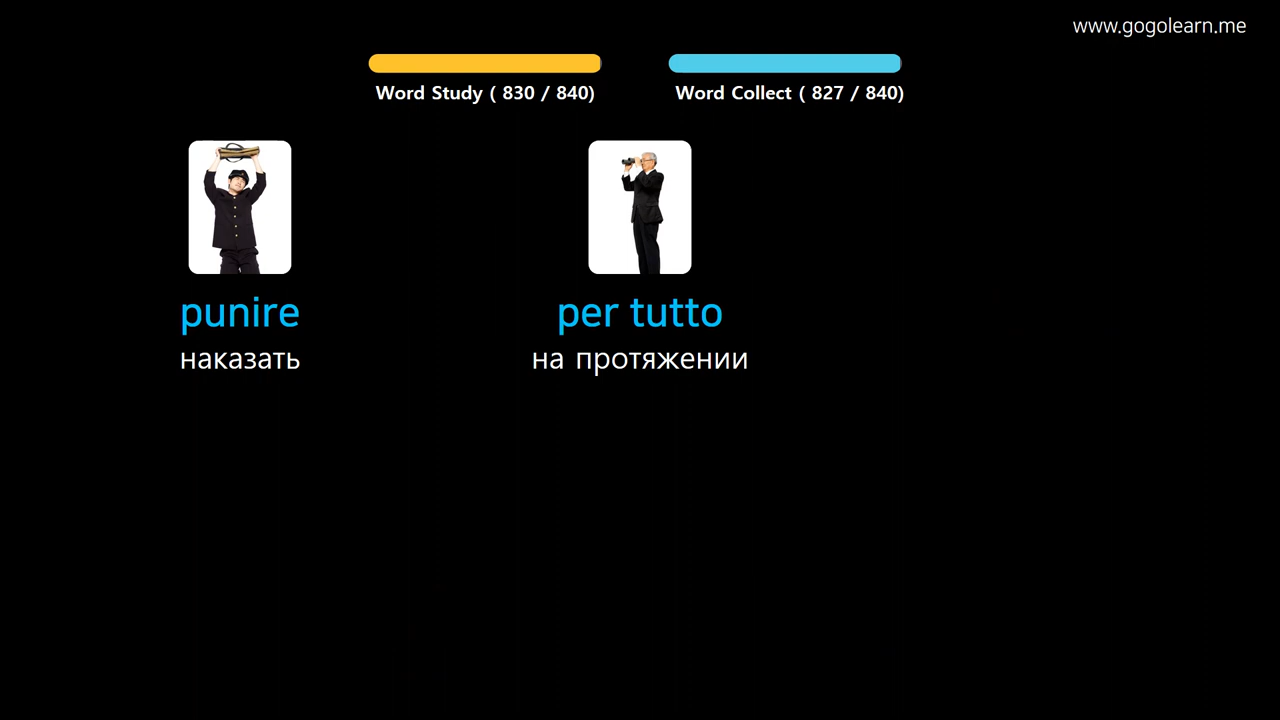 www.gogolearn.me
Word Study ( 830 / 840)
Word Collect ( 827 / 840)
punire
per tutto
наказать
на протяжении